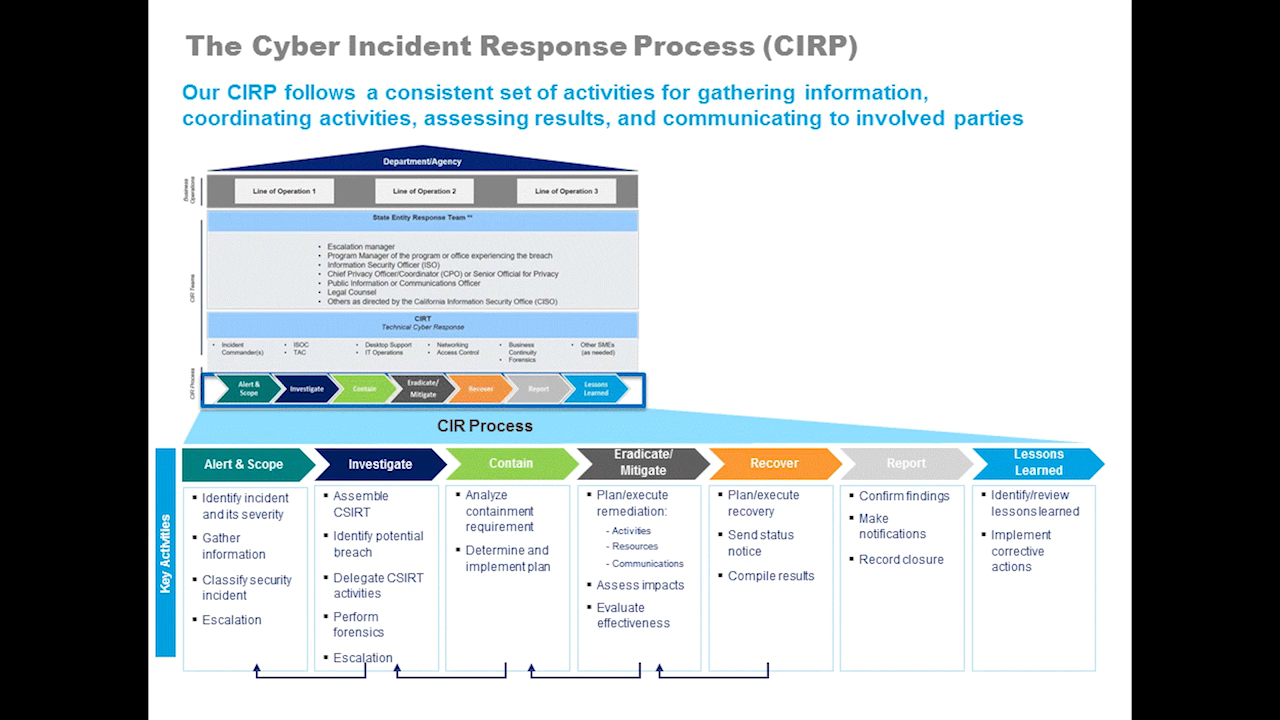 The Cyber Incident Response Process (CIRP)
Our CIRP follows a consistent set of activities for gathering information,
coordinating activities, assessing results, and communicating to involved parties
Department/Agency
Business
Operations
Line of Operation 1
Line of Operation 2
Line of Operation 3
CIR Teams
State Entity Response Team **
• Escalation manager
• Program Manager of the program or office experiencing the breach
• Information Security Officer (ISO)
• Chief Privacy Officer/Coordinator (CPO) or Senior Official for Privacy
• Public Information or Communications Officer
• Legal Counsel
• Others as directed by the California Information Security Office (CISO)
CIRT
Technical Cyber Response
• Incident
Commander(s)
• ISOC
• TAC
• Desktop Support
• IT Operations
• Networking
• Access Control
• Business
Continuity
• Forensics
• Other SMEs
(as needed)
CIR Process
Alert &
Scope
Investigate
Contain
Eradicate/
Mitigate
Recover
Report
Lessons
Learned
CIR Process
Key Activities
Alert & Scope
▪ Identify incident
and its severity
▪ Gather
information
▪ Classify security
incident
▪ Escalation
Investigate
▪ Assemble
CSIRT
▪ Identify potential
breach
▪ Delegate CSIRT
activities
▪ Perform
forensics
▪ Escalation
Contain
▪ Analyze
containment
requirement
▪ Determine and
implement plan
Eradicate/
Mitigate
▪ Plan/execute
remediation:
- Activities
- Resources
- Communications
▪ Assess impacts
▪ Evaluate
effectiveness
Recover
▪ Plan/execute
recovery
▪ Send status
notice
▪ Compile results
Report
▪ Confirm findings
▪ Make
notifications
▪ Record closure
Lessons
Learned
▪ Identify/review
lessons learned
▪ Implement
corrective
actions